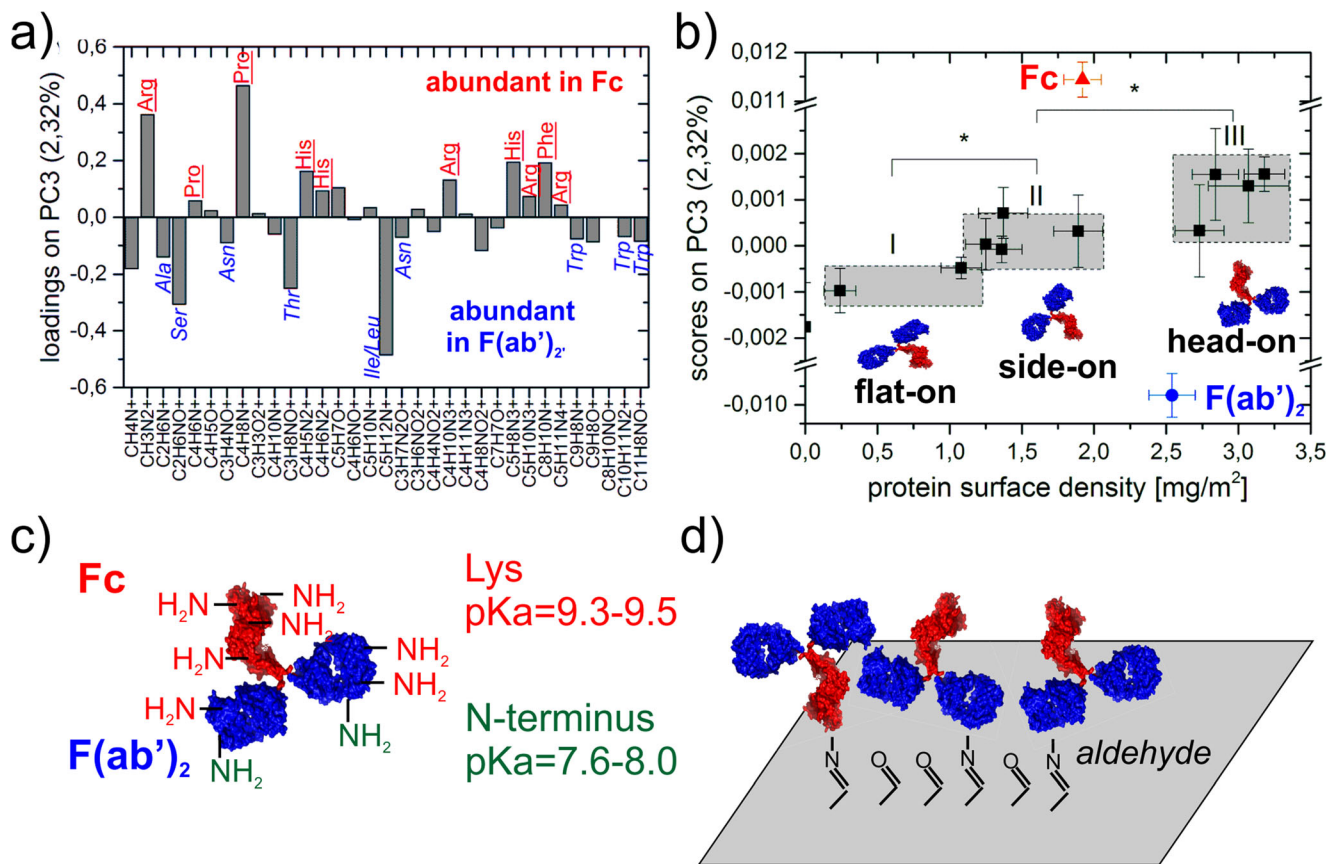 a)
loadings on PC3 (2,32%)
0,6
0,4
0,2
0,0
-0,2
-0,4
-0,6
abundant in Fc
abundant
in F(ab')2'
Arg
Pro
Pro
His
His
Arg
His
Arg
Phe
Arg
Ala
Ser
Asn
Thr
Ile/Leu
Asn
Trp
Trp
Trp
CH4N+
CH3N2+
C2H6N+
C2H6NO+
C4H6N+
C4H5O+
C3H4NO+
C3H3O2+
C4H10N+
C4H8N+
C3H8NO+
C4H5N2+
C4H6N2+
C5H7O+
C4H6NO+
C5H10N+
C5H12N+
C3H7N2O+
C3H6NO2+
C4H4NO2+
C4H10N3+
C4H11N3+
C4H8NO2+
C7H7O+
C5H8N3+
C5H10N3+
C8H10N+
C5H11N4+
C9H8N+
C9H8O+
C8H10NO+
C10H11N2+
C11H8NO+
b)
scores on PC3 (2,32%)
0,012
0,011
0,002
0,001
0,000
-0,001
-0,002
-0,010
Fc
*
*
I
II
III
flat-on
side-on
head-on
F(ab')2
0,0 0,5 1,0 1,5 2,0 2,5 3,0 3,5
protein surface density [mg/m²]
c)
Fc
H2N
NH2
NH2
H2N
NH2
NH2
H2N
NH2
NH2
F(ab')2
Lys
pKa=9.3-9.5
N-terminus
pKa=7.6-8.0
d)
N O O N O N
aldehyde